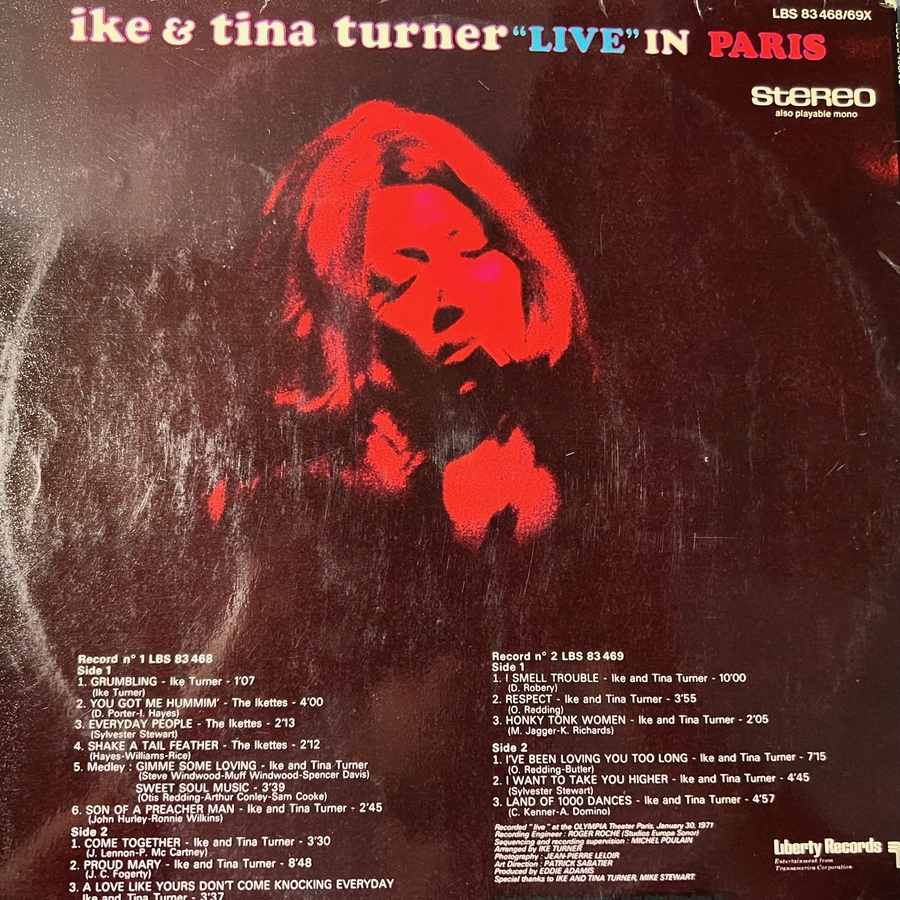 LBS 83 468/69X
ike & tina turner "LIVE" IN PARIS
STEREO
also playable mono
Record n° 1 LBS 83 468
Side 1
1. GRUMBLING - Ike Turner - 1'07
(Ike Turner)
2. YOU GOT ME HUMMIM' - The Ikettes - 4'00
(D. Porter-I. Hayes)
3. EVERYDAY PEOPLE - The Ikettes - 2'13
(Sylvester Stewart)
4. SHAKE A TAIL FEATHER - The Ikettes - 2'12
(Hayes-Williams-Rice)
5. Medley : GIMME SOME LOVING - Ike and Tina Turner
(Steve Windwood-Muff Windwood-Spencer Davis)
SWEET SOUL MUSIC - 3'39
(Otis Redding-Arthur Conley-Sam Cooke)
6. SON OF A PREACHER MAN - Ike and Tina Turner - 2'45
(John Hurley-Ronnie Wilkins)
Side 2
1. COME TOGETHER - Ike and Tina Turner - 3'30
(J. Lennon-P. Mc Cartney)
2. PROUD MARY - Ike and Tina Turner - 8'48
(J. C. Fogerty)
3. A LOVE LIKE YOURS DON'T COME KNOCKING EVERYDAY
Ike and Tina Turner - 3'37
Record n° 2 LBS 83 469
Side 1
1. I SMELL TROUBLE - Ike and Tina Turner - 10'00
(D. Robery)
2. RESPECT - Ike and Tina Turner - 3'55
(O. Redding)
3. HONKY TONK WOMEN - Ike and Tina Turner - 2'05
(M. Jagger-K. Richards)
Side 2
1. I'VE BEEN LOVING YOU TOO LONG - Ike and Tina Turner - 7'15
(O. Redding-Butler)
2. I WANT TO TAKE YOU HIGHER - Ike and Tina Turner - 4'45
(Sylvester Stewart)
3. LAND OF 1000 DANCES - Ike and Tina Turner - 4'57
(C. Kenner-A. Domino)
Recorded "live" at the OLYMPIA Theater Paris, January 30, 1971
Recording Engineer : ROGER ROCHE (Studios Europa Sonor)
Sequencing and recording supervision : MICHEL POULAIN
Arranged by IKE TURNER
Photography : JEAN-PIERRE LELOIR
Art Direction : PATRICK SABATIER
Produced by EDDIE ADAMIS
Special thanks to IKE AND TINA TURNER, MIKE STEWART.
Liberty Records
Entertainment from
Transamerica Corporation